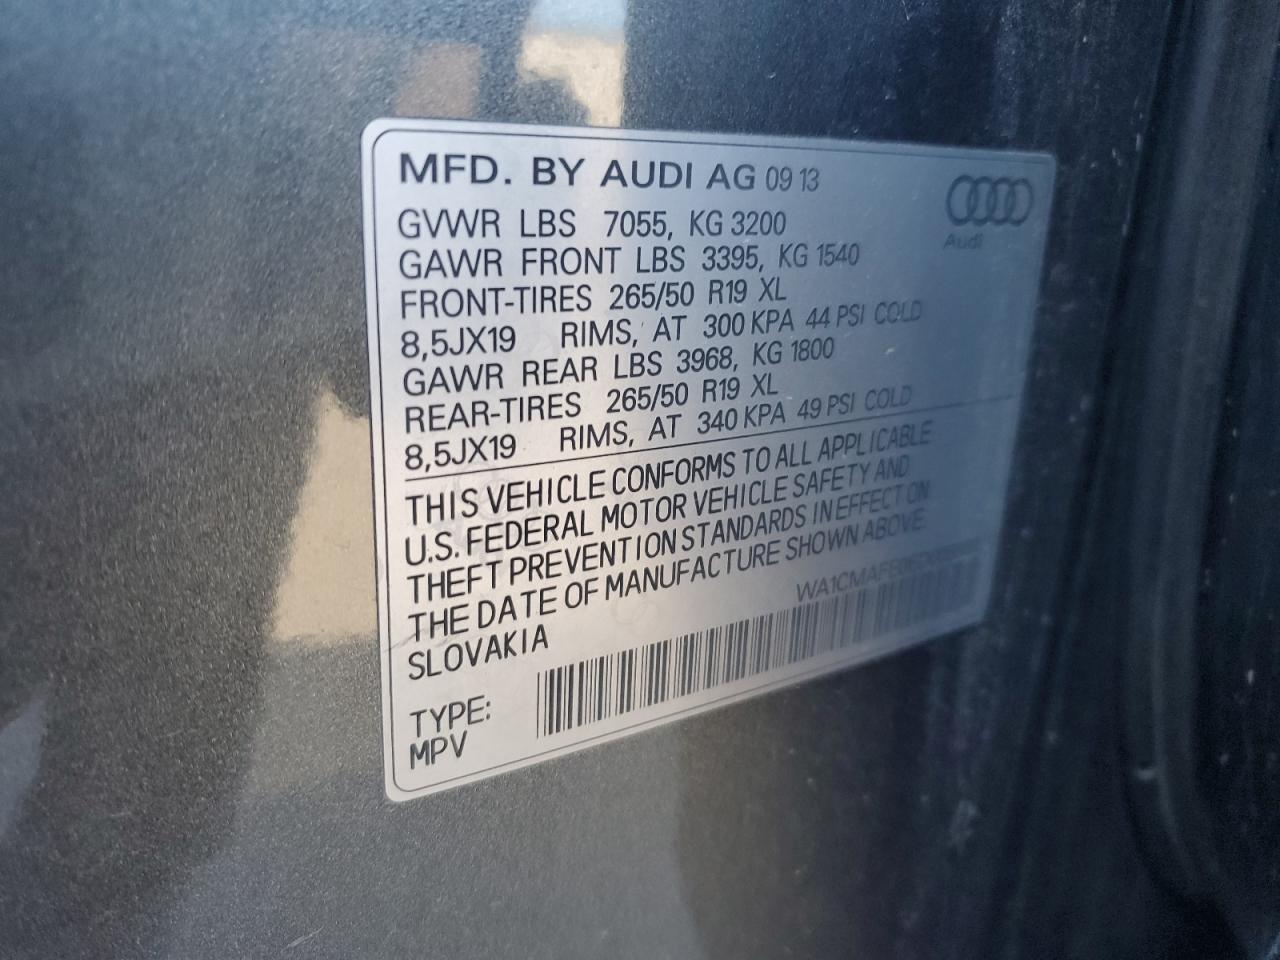 MFD. BY AUDI AG 09 13
Audi
GVWR LBS 7055, KG 3200
GAWR FRONT LBS 3395, KG 1540
FRONT-TIRES 265/50 R19 XL
8,5JX19 RIMS, AT 300 KPA 44 PSI COLD
GAWR REAR LBS 3968, KG 1800
REAR-TIRES 265/50 R19 XL
8,5JX19 RIMS, AT 340 KPA 49 PSI COLD
THIS VEHICLE CONFORMS TO ALL APPLICABLE
U.S. FEDERAL MOTOR VEHICLE SAFETY AND
THEFT PREVENTION STANDARDS IN EFFECT ON
THE DATE OF MANUFACTURE SHOWN ABOVE
SLOVAKIA
TYPE:
MPV